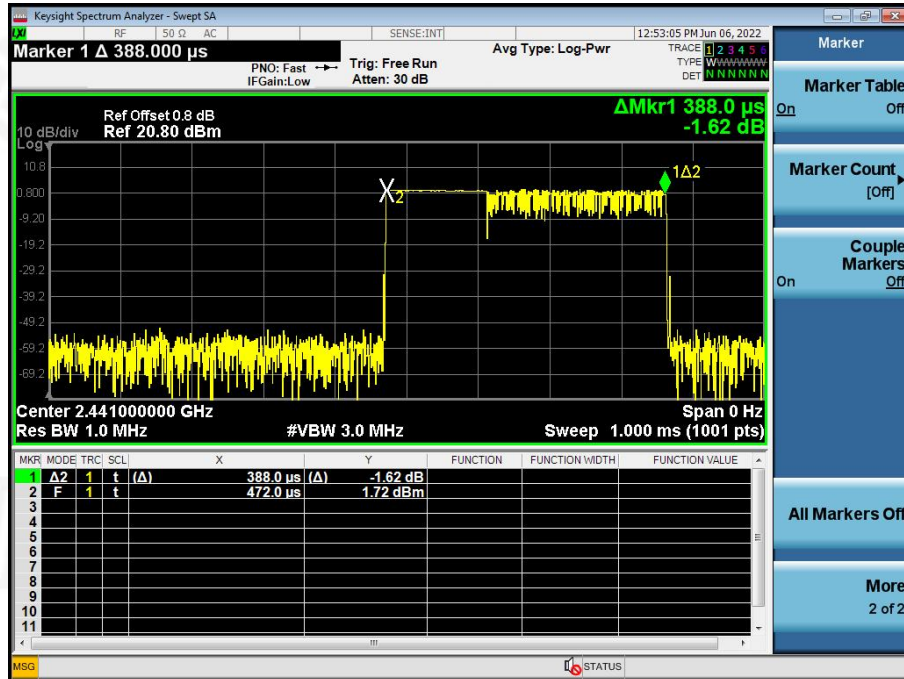 Keysight Spectrum Analyzer - Swept SA
LXI RF 50 Ω AC SENSE:INT 12:53:05 PM Jun 06, 2022
Marker 1 Δ 388.000 µs
Avg Type: Log-Pwr
TRACE 1 2 3 4 5 6
TYPE WWWWWW
DET N N N N N N
PNO: Fast
IFGain:Low
Trig: Free Run
Atten: 30 dB
Marker
Marker Table
On Off
Marker Count
[Off]
Couple
Markers
On Off
All Markers Off
More
2 of 2
ΔMkr1 388.0 µs
-1.62 dB
10 dB/div
Log
Ref Offset 0.8 dB
Ref 20.80 dBm
10.8
0.800
-9.20
-19.2
-29.2
-39.2
-49.2
-59.2
-69.2
X2
1Δ2
Center 2.441000000 GHz Span 0 Hz
Res BW 1.0 MHz #VBW 3.0 MHz Sweep 1.000 ms (1001 pts)
MKR MODE TRC SCL X Y FUNCTION FUNCTION WIDTH FUNCTION VALUE
1 Δ2 1 t (Δ) 388.0 µs (Δ) -1.62 dB
2 F 1 t 472.0 µs 1.72 dBm
3
4
5
6
7
8
9
10
11
MSG STATUS